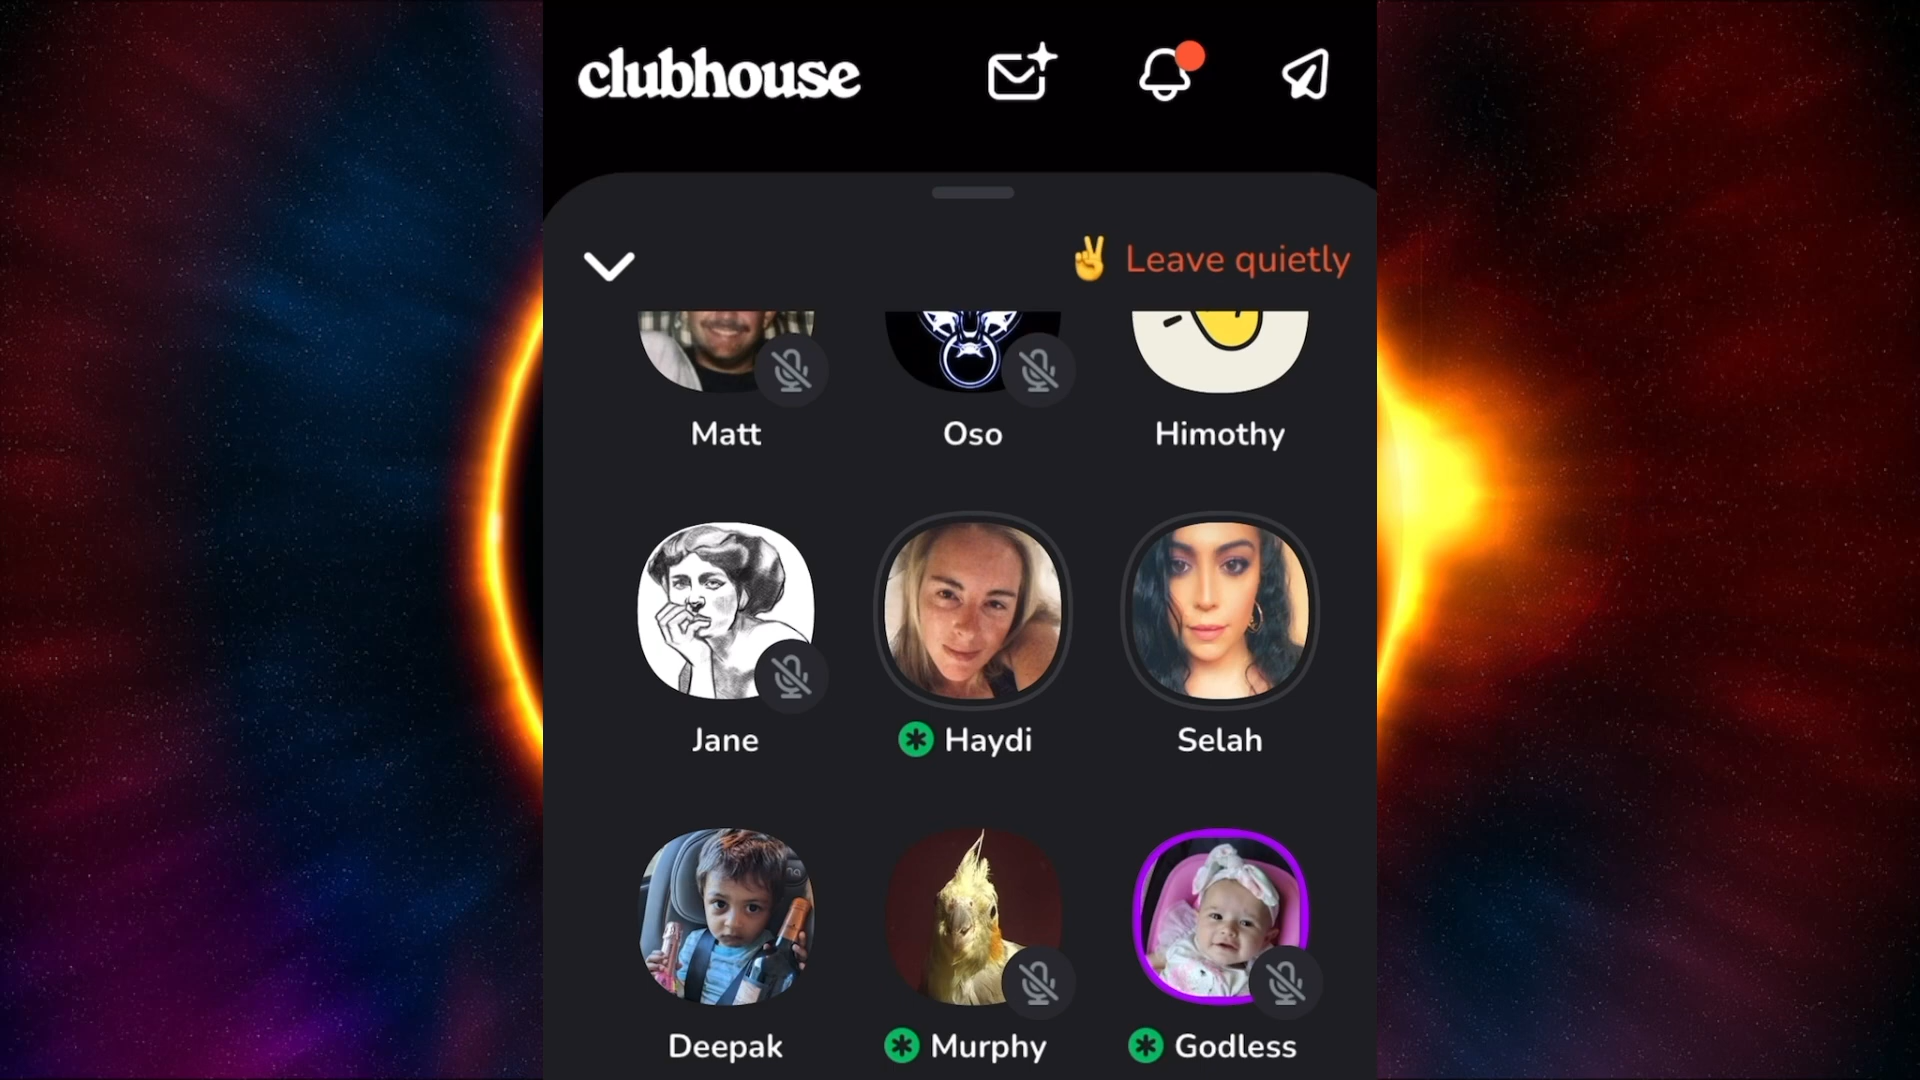 clubhouse
✌️ Leave quietly
Matt
Oso
Himothy
Jane
Haydi
Selah
Deepak
Murphy
Godless